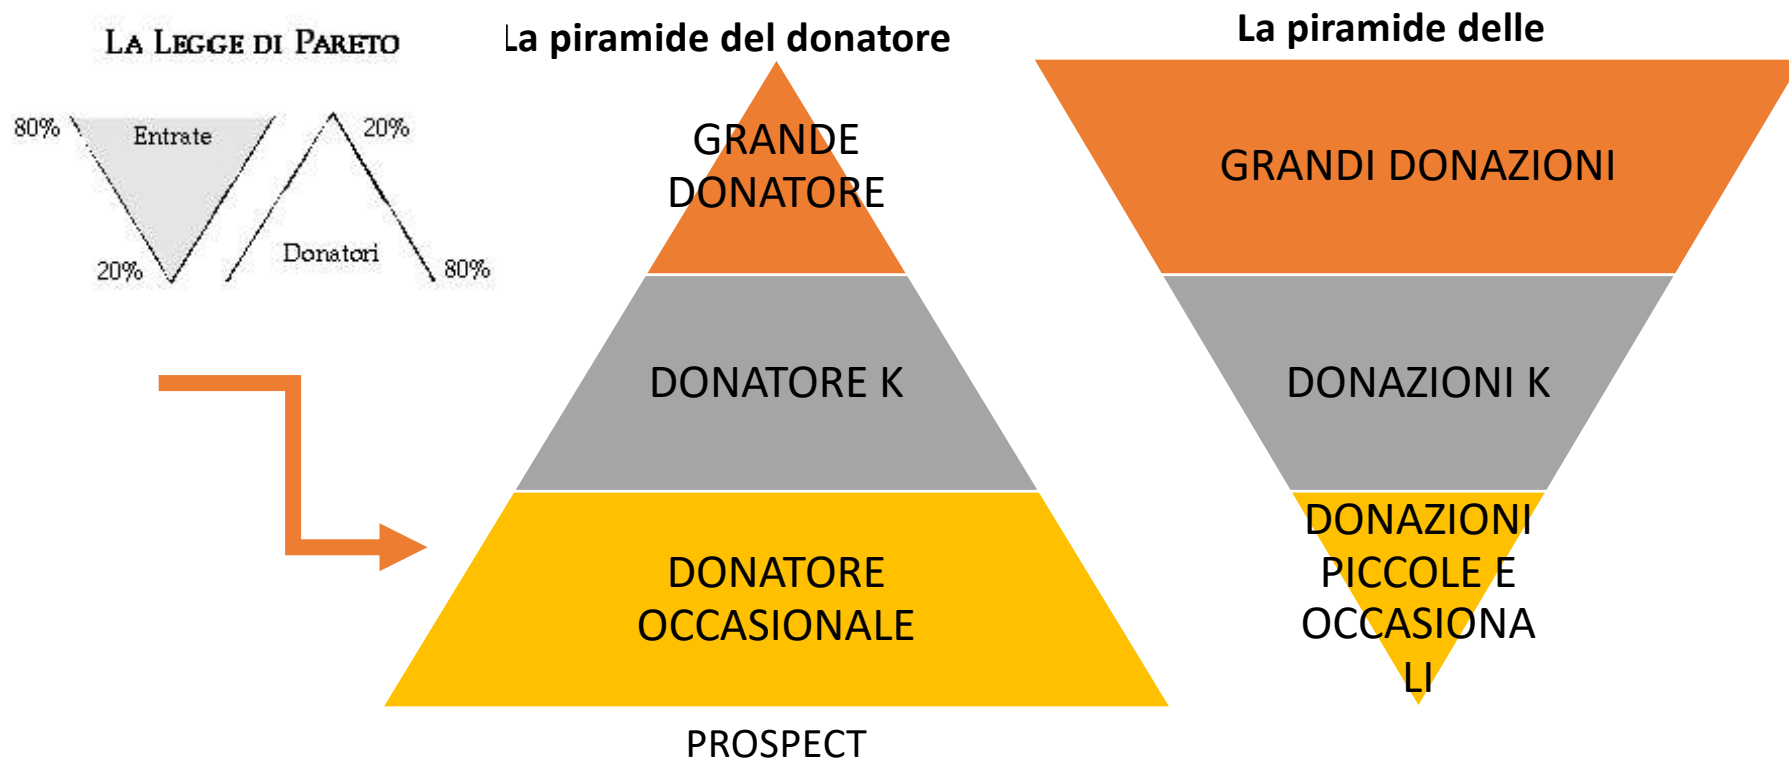 LA LEGGE DI PARETO
80%
Entrate
20%
20%
Donatori
80%
La piramide del donatore
GRANDE
DONATORE
DONATORE K
DONATORE
OCCASIONALE
PROSPECT
La piramide delle
GRANDI DONAZIONI
DONAZIONI K
DONAZIONI
PICCOLE E
OCCASIONA
LI